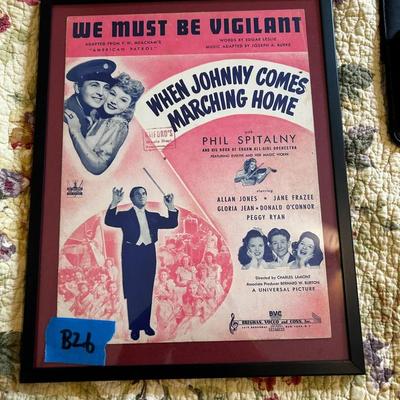 WE MUST BE VIGILANT
ADAPTED FROM F. W. MEACHAM'S
"AMERICAN PATROL"
WORDS BY EDGAR LESLIE
MUSIC ADAPTED BY JOSEPH A. BURKE
WHEN JOHNNY COMES
MARCHING HOME
with
PHIL SPITALNY
AND HIS HOUR OF CHARM ALL-GIRL ORCHESTRA
FEATURING EVELYN AND HER MAGIC VIOLIN
starring
ALLAN JONES • JANE FRAZEE
GLORIA JEAN • DONALD O'CONNOR
PEGGY RYAN
Directed by CHARLES LAMONT
Associate Producer BERNARD W. BURTON
A UNIVERSAL PICTURE
BREGMAN, VOCCO and CONN, Inc.
NEW YORK, N.Y.
BVC
B26